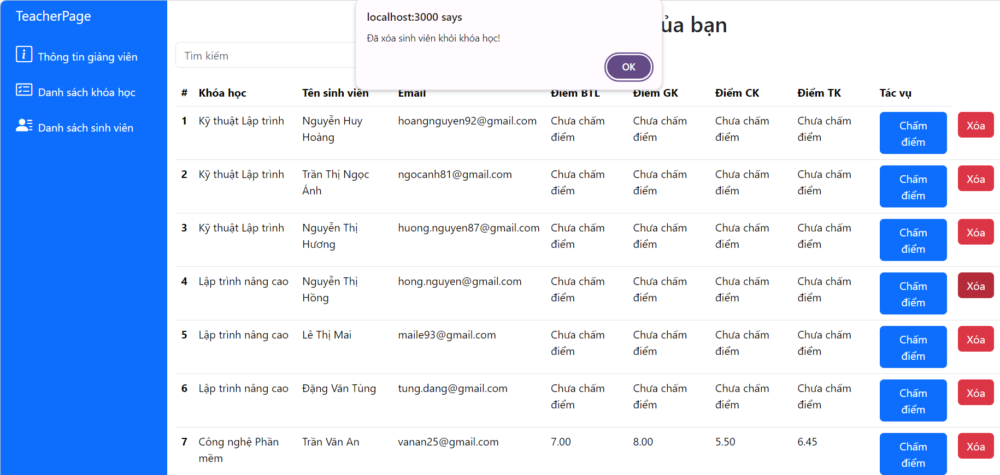 TeacherPage
Thông tin giảng viên
Danh sách khóa học
Danh sách sinh viên
localhost:3000 says
Đã xóa sinh viên khỏi khóa học!
OK
ủa bạn
Tìm kiếm
# Khóa học Tên sinh viên Email Điểm BTL Điểm GK Điểm CK Điểm TK Tác vụ
1 Kỹ thuật Lập trình Nguyễn Huy hoangnguyen92@gmail.com Chưa chấm Chưa chấm Chưa chấm Chưa chấm Chấm Xóa
Hoàng điểm điểm điểm điểm điểm
2 Kỹ thuật Lập trình Trần Thị Ngọc ngocanh81@gmail.com Chưa chấm Chưa chấm Chưa chấm Chưa chấm Chấm Xóa
Ánh điểm điểm điểm điểm điểm
3 Kỹ thuật Lập trình Nguyễn Thị huong.nguyen87@gmail.com Chưa chấm Chưa chấm Chưa chấm Chưa chấm Chấm Xóa
Hương điểm điểm điểm điểm điểm
4 Lập trình nâng cao Nguyễn Thị hong.nguyen@gmail.com Chưa chấm Chưa chấm Chưa chấm Chưa chấm Chấm Xóa
Hồng điểm điểm điểm điểm điểm
5 Lập trình nâng cao Lê Thị Mai maile93@gmail.com Chưa chấm Chưa chấm Chưa chấm Chưa chấm Chấm Xóa
điểm điểm điểm điểm điểm
6 Lập trình nâng cao Đặng Văn Tùng tung.dang@gmail.com Chưa chấm Chưa chấm Chưa chấm Chưa chấm Chấm Xóa
điểm điểm điểm điểm điểm
7 Công nghệ Phần Trần Văn An vanan25@gmail.com 7.00 8.00 5.50 6.45 Chấm Xóa
mềm điểm